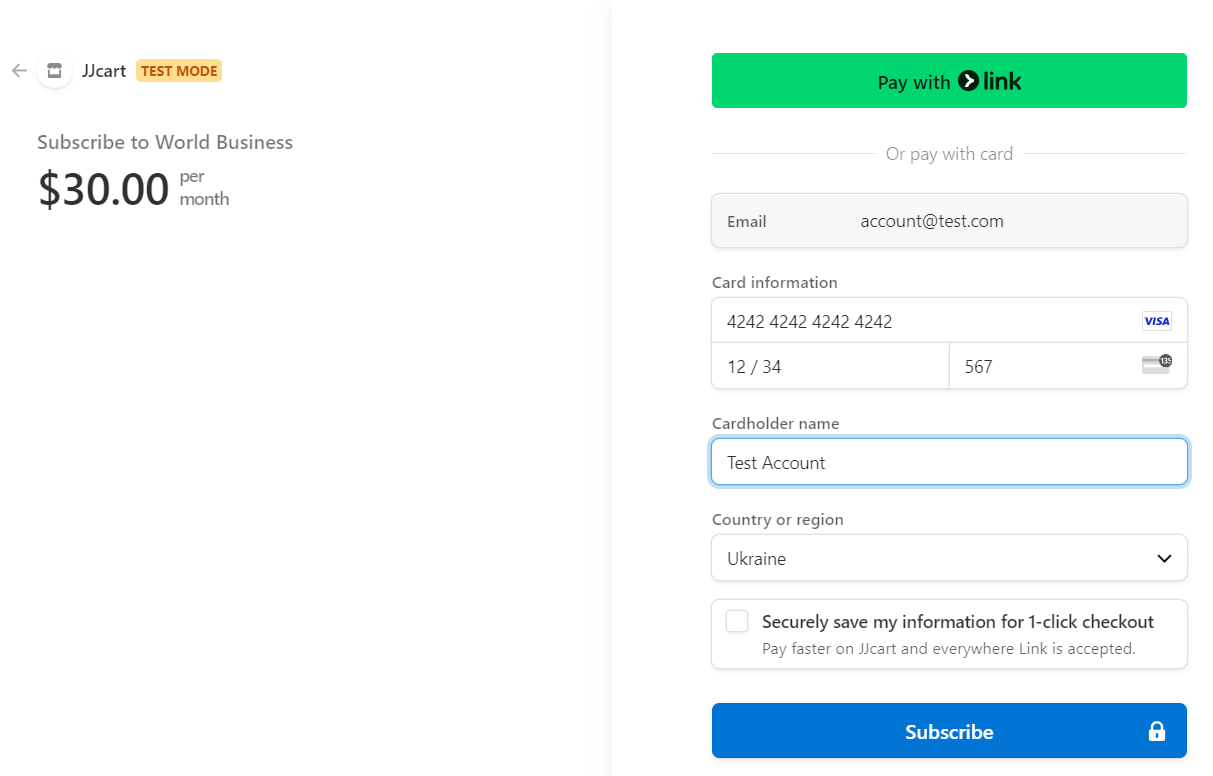 JJcart TEST MODE
Subscribe to World Business
$30.00 per
month
Pay with link
Or pay with card
Email account@test.com
Card information
4242 4242 4242 4242 VISA
12 / 34 567 135
Cardholder name
Test Account
Country or region
Ukraine
Securely save my information for 1-click checkout
Pay faster on JJcart and everywhere Link is accepted.
Subscribe